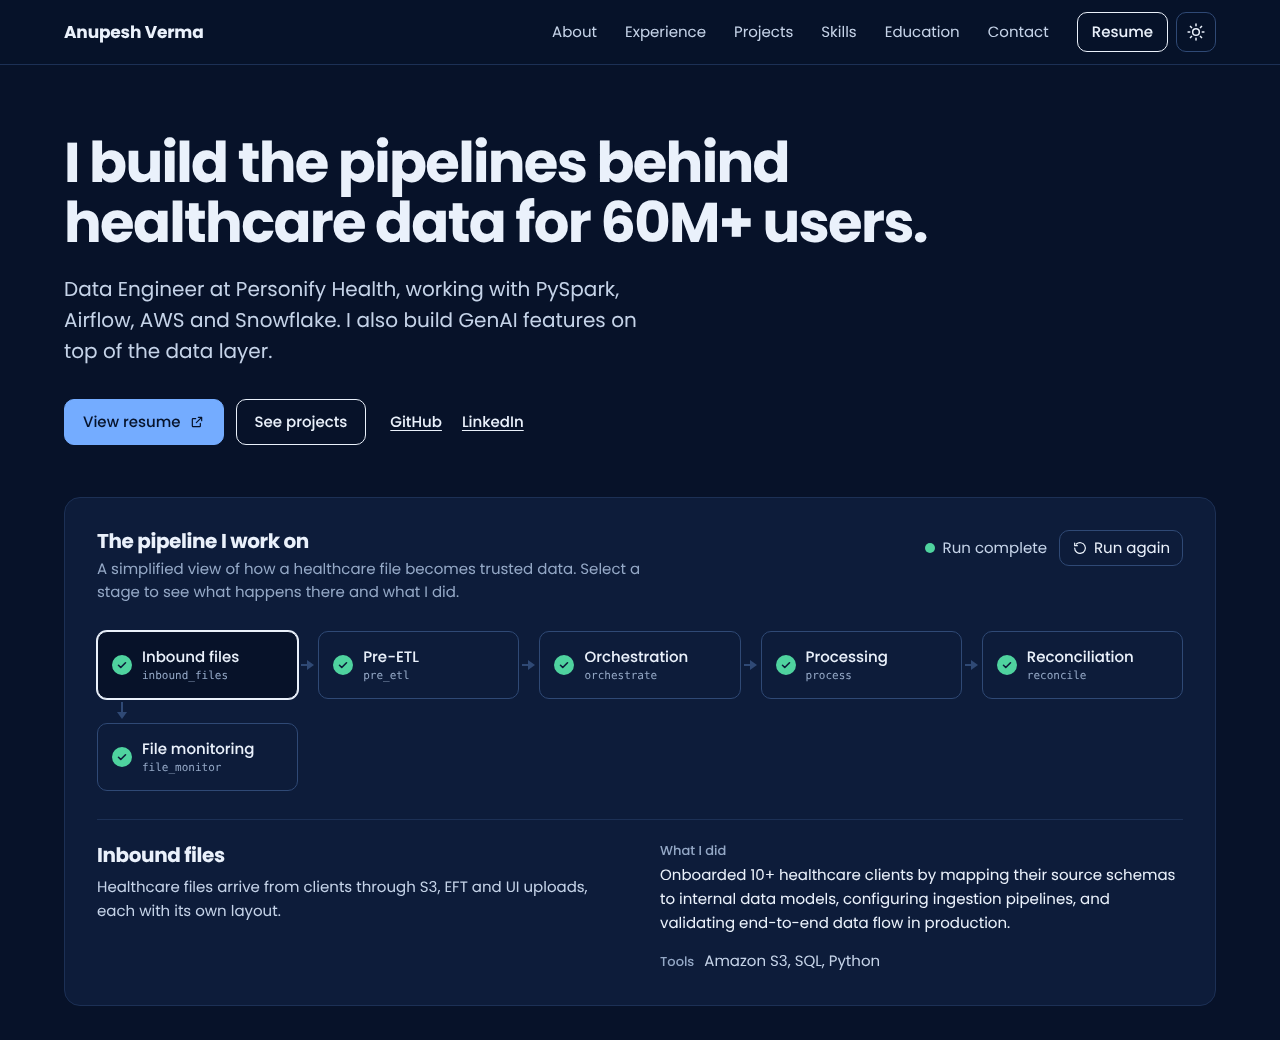 Anupesh Verma
About
Experience
Projects
Skills
Education
Contact
Resume
I build the pipelines behind
healthcare data for 60M+ users.
Data Engineer at Personify Health, working with PySpark,
Airflow, AWS and Snowflake. I also build GenAI features on
top of the data layer.
View resume
See projects
GitHub
LinkedIn
The pipeline I work on
Run complete
Run again
A simplified view of how a healthcare file becomes trusted data. Select a
stage to see what happens there and what I did.
Inbound files
inbound_files
Pre-ETL
pre_etl
Orchestration
orchestrate
Processing
process
Reconciliation
reconcile
File monitoring
file_monitor
Inbound files
Healthcare files arrive from clients through S3, EFT and UI uploads,
each with its own layout.
What I did
Onboarded 10+ healthcare clients by mapping their source schemas
to internal data models, configuring ingestion pipelines, and
validating end-to-end data flow in production.
Tools Amazon S3, SQL, Python